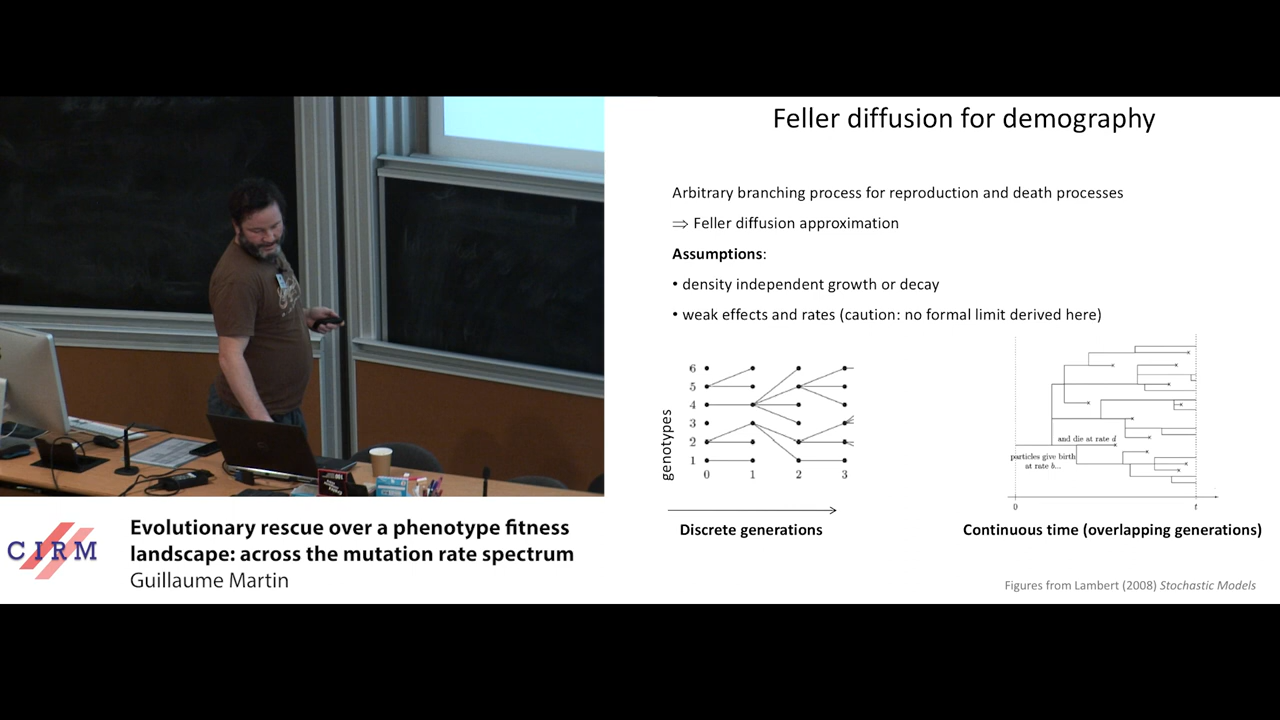 Feller diffusion for demography
Arbitrary branching process for reproduction and death processes
⇒ Feller diffusion approximation
Assumptions:
• density independent growth or decay
• weak effects and rates (caution: no formal limit derived here)
genotypes
6
5
4
3
2
1
0 1 2 3
Discrete generations
and die at rate d
particles give birth
at rate b...
0 t
Continuous time (overlapping generations)
Figures from Lambert (2008) Stochastic Models
CIRM
Evolutionary rescue over a phenotype fitness
landscape: across the mutation rate spectrum
Guillaume Martin